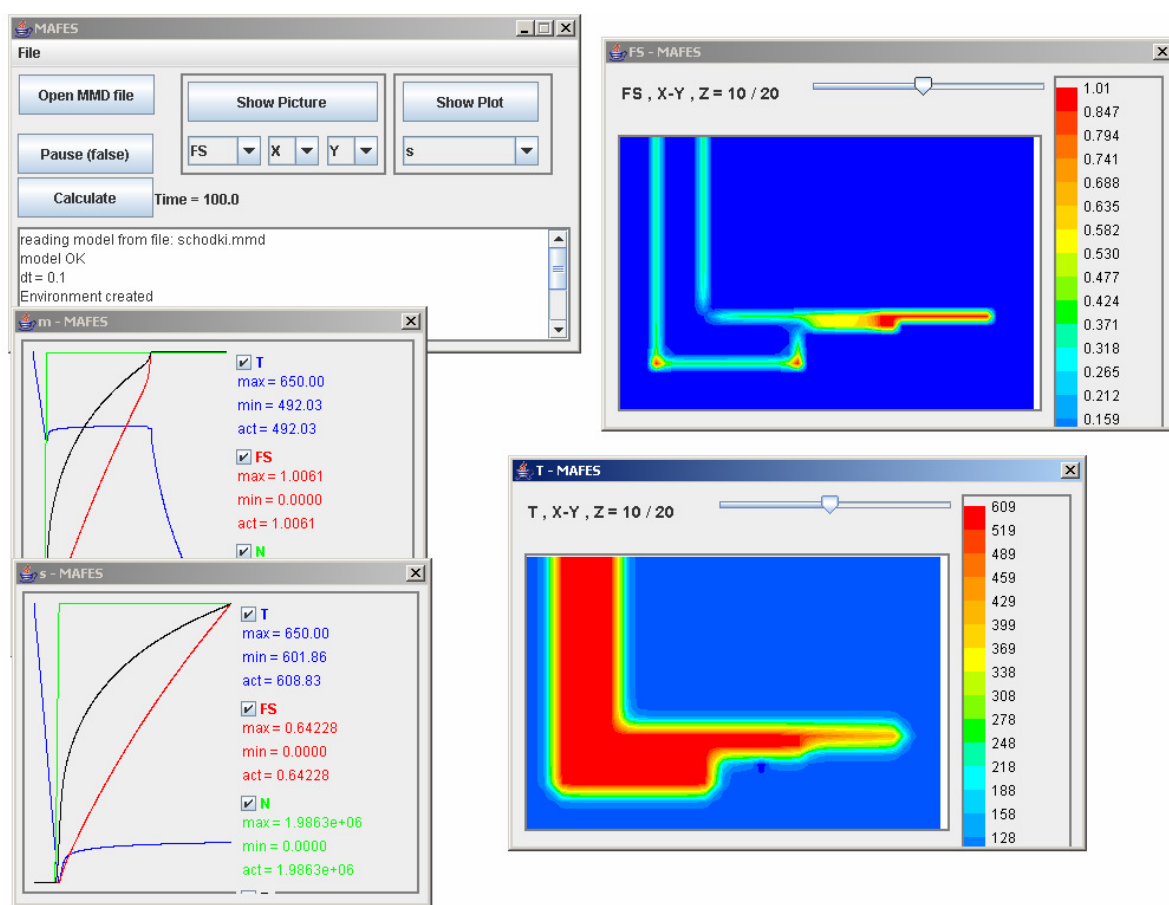 MAFES
File
Open MMD file
Show Picture
Show Plot
Pause (false)
FS X Y
s
Calculate
Time = 100.0
reading model from file: schodki.mmd
model OK
dt = 0.1
Environment created
m - MAFES
T
max = 650.00
min = 492.03
act = 492.03
FS
max = 1.0061
min = 0.0000
act = 1.0061
N
s - MAFES
T
max = 650.00
min = 601.86
act = 608.83
FS
max = 0.64228
min = 0.0000
act = 0.64228
N
max = 1.9863e+06
min = 0.0000
act = 1.9863e+06
FS - MAFES
FS , X-Y , Z = 10 / 20
1.01
0.847
0.794
0.741
0.688
0.635
0.582
0.530
0.477
0.424
0.371
0.318
0.265
0.212
0.159
T - MAFES
T , X-Y , Z = 10 / 20
609
519
489
459
429
399
369
338
308
278
248
218
188
158
128